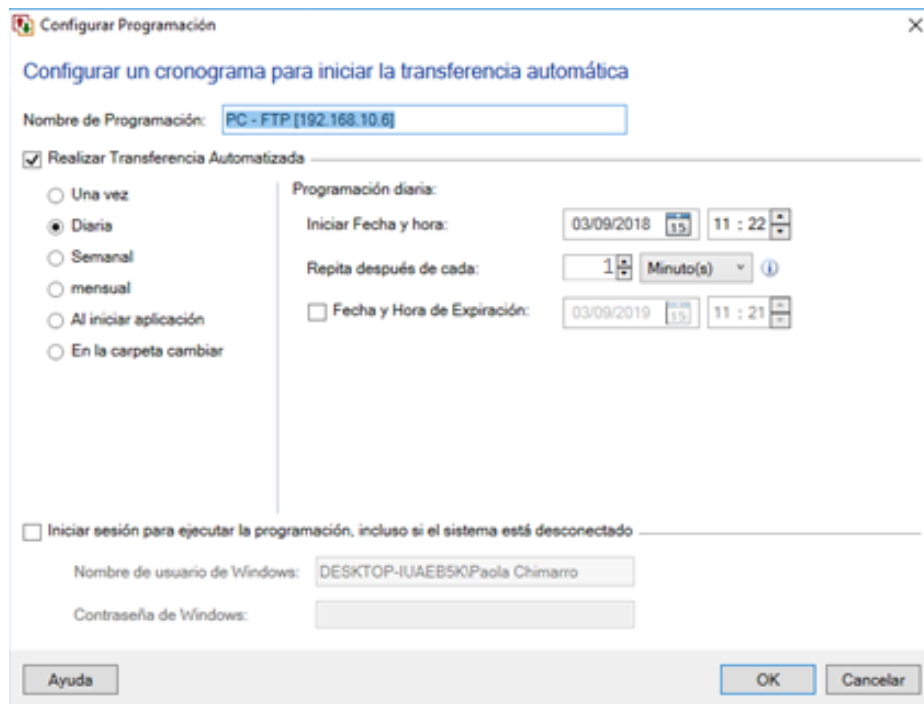 Configurar Programación
Configurar un cronograma para iniciar la transferencia automática
Nombre de Programación: PC - FTP [192.168.10.6]
Realizar Transferencia Automatizada
Una vez
Diaria
Semanal
mensual
Al iniciar aplicación
En la carpeta cambiar
Programación diaria:
Iniciar Fecha y hora: 03/09/2018 15 11 : 22
Repita después de cada: 1 Minuto(s)
Fecha y Hora de Expiración: 03/09/2019 15 11 : 21
Iniciar sesión para ejecutar la programación, incluso si el sistema está desconectado
Nombre de usuario de Windows: DESKTOP-IUAEB5K\Paola Chimarro
Contraseña de Windows:
Ayuda OK Cancelar